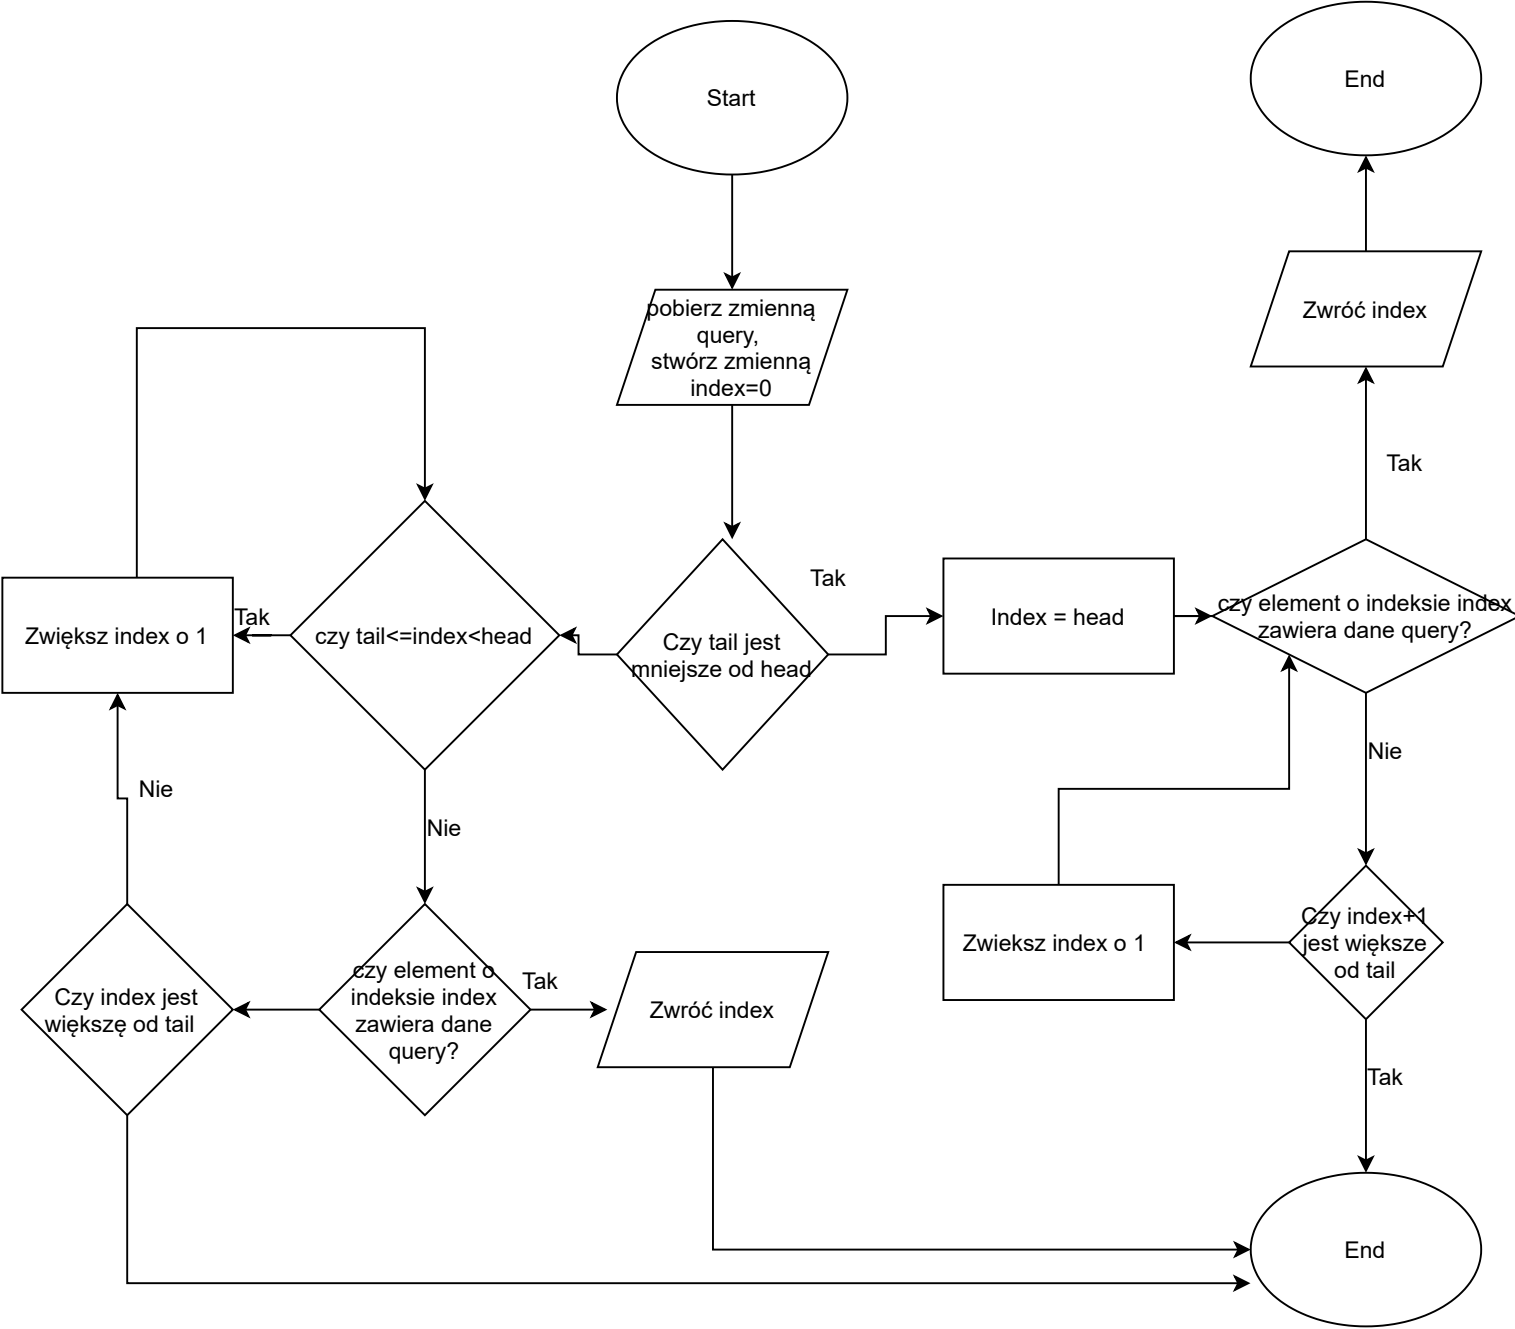 End
Start
pobierz zmienną
query,
stwórz zmienną
index=0
Zwróć index
Tak
Tak
Czy tail jest
mniejsze od head
Index = head
czy element o indeksie index
zawiera dane query?
czy tail<=index<head
Tak
Zwiększ index o 1
Nie
Nie
Nie
Czy index+1
jest większe
od tail
Zwieksz index o 1
Czy index jest
większę od tail
czy element o
indeksie index
zawiera dane
query?
Tak
Zwróć index
Tak
End